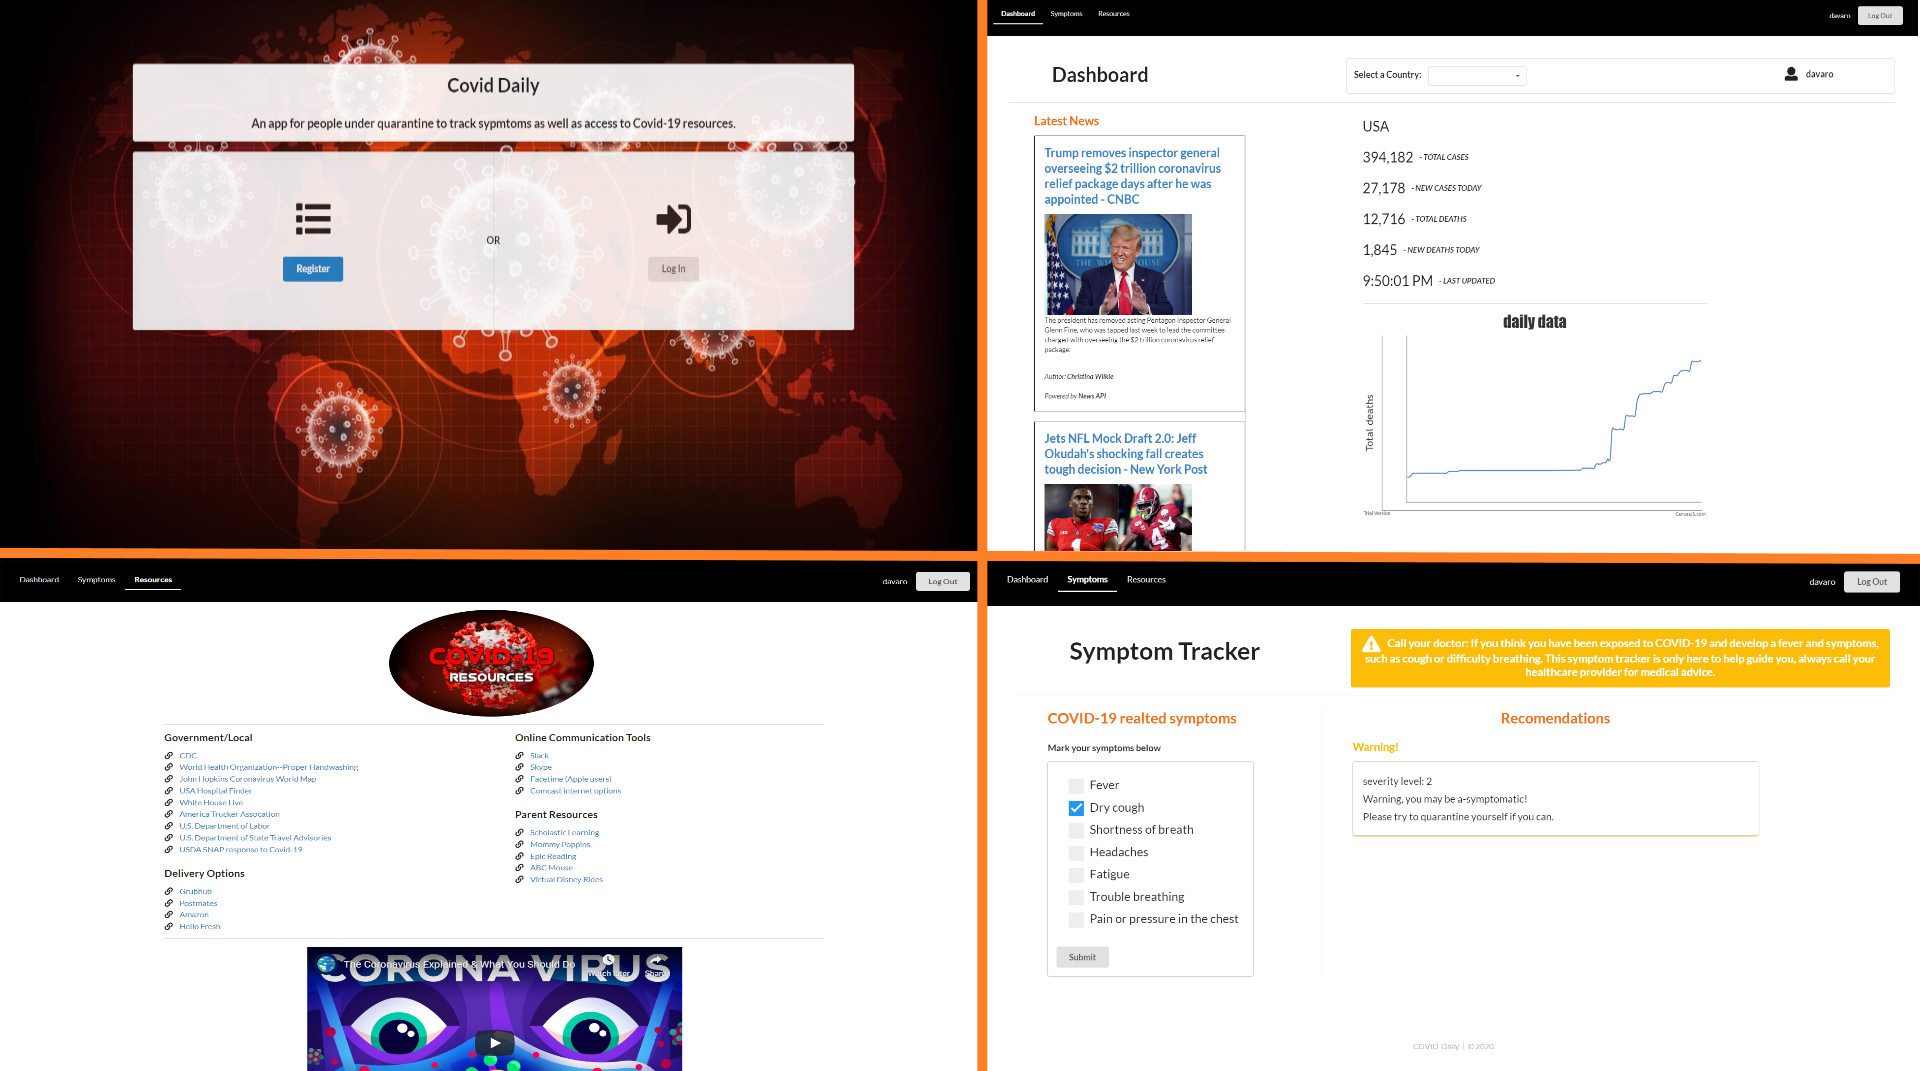 Covid Daily
An app for people under quarantine to track sypmtoms as well as access to Covid-19 resources.
Register
OR
Log In
Dashboard
Symptoms
Resources
davaro
Log Out
Dashboard
Select a Country:
davaro
Latest News
Trump removes inspector general
overseeing $2 trillion coronavirus
relief package days after he was
appointed - CNBC
THE WHITE HOUSE
The president has removed acting Pentagon Inspector General
Glenn Fine, who was tapped last week to lead the committee
charged with overseeing the $2 trillion coronavirus relief
package.
Author: Christina Wilkie
Powered by News API
Jets NFL Mock Draft 2.0: Jeff
Okudah's shocking fall creates
tough decision - New York Post
1
4
USA
394,182 - TOTAL CASES
27,178 - NEW CASES TODAY
12,716 - TOTAL DEATHS
1,845 - NEW DEATHS TODAY
9:50:01 PM - LAST UPDATED
daily data
Total deaths
Trial Version
CanvasJS.com
Dashboard
Symptoms
Resources
davaro
Log Out
COVID-19
RESOURCES
Government/Local
CDC
World Health Organization--Proper Handwashing
John Hopkins Coronavirus World Map
USA Hospital Finder
White House Live
America Trucker Assocation
U.S. Department of Labor
U.S. Department of State Travel Advisories
USDA SNAP response to Covid-19
Delivery Options
Grubhub
Postmates
Amazon
Hello Fresh
Online Communication Tools
Slack
Skype
Facetime (Apple users)
Comcast internet options
Parent Resources
Scholastic Learning
Mommy Poppins
Epic Reading
ABC Mouse
Virtual Disney Rides
The Coronavirus Explained & What You Should Do
Watch later
Share
CORONA VIRUS
Dashboard
Symptoms
Resources
davaro
Log Out
Symptom Tracker
Call your doctor: If you think you have been exposed to COVID-19 and develop a fever and symptoms,
such as cough or difficulty breathing. This symptom tracker is only here to help guide you, always call your
healthcare provider for medical advice.
COVID-19 realted symptoms
Mark your symptoms below
Fever
Dry cough
Shortness of breath
Headaches
Fatigue
Trouble breathing
Pain or pressure in the chest
Submit
Recomendations
Warning!
severity level: 2
Warning, you may be a-symptomatic!
Please try to quarantine yourself if you can.
COVID Daily | © 2020